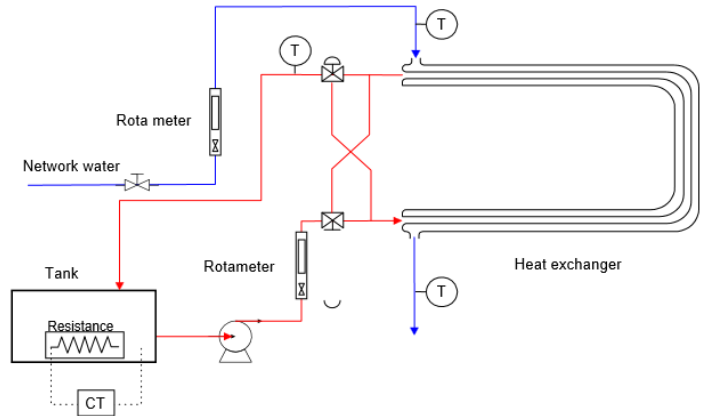 T
T
Rota meter
Network water
Rotameter
Heat exchanger
Tank
T
Resistance
CT